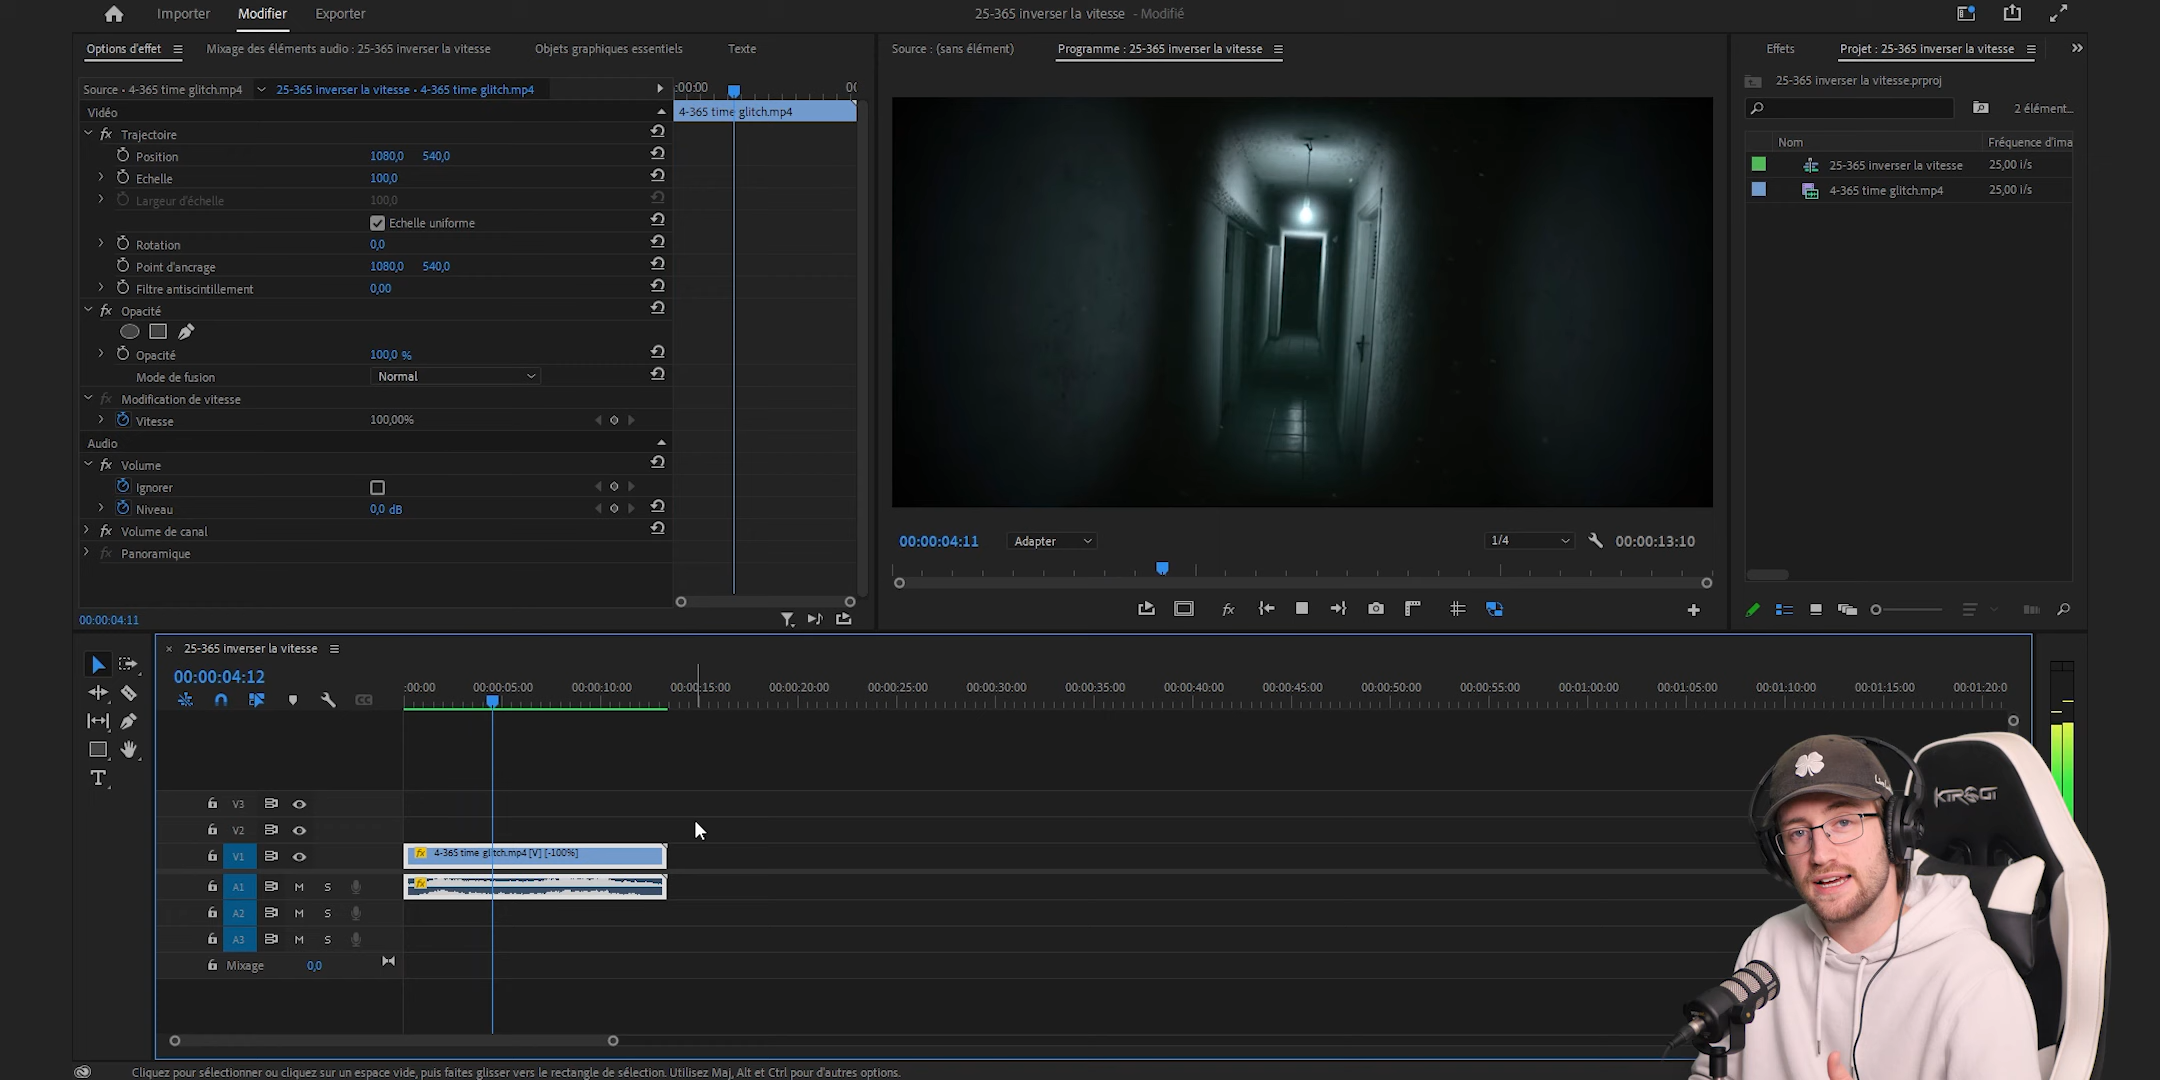 Importer Modifier Exporter
25-365 inverser la vitesse - Modifié
Options d'effet Mixage des éléments audio : 25-365 inverser la vitesse Objets graphiques essentiels Texte
Source : (sans élément) Programme : 25-365 inverser la vitesse
Effets Projet : 25-365 inverser la vitesse
Source • 4-365 time glitch.mp4 25-365 inverser la vitesse • 4-365 time glitch.mp4
:00:00 00
25-365 inverser la vitesse.prproj
2 élément...
Vidéo
4-365 time glitch.mp4
Trajectoire
Position 1080,0 540,0
Echelle 100,0
Largeur d'échelle 100,0
Echelle uniforme
Rotation 0,0
Point d'ancrage 1080,0 540,0
Filtre antiscintillement 0,00
Opacité
Opacité 100,0 %
Mode de fusion Normal
Modification de vitesse
Vitesse 100,00%
Audio
Volume
Ignorer
Niveau 0,0 dB
Volume de canal
Panoramique
00:00:04:11
Nom Fréquence d'ima
25-365 inverser la vitesse 25,00 i/s
4-365 time glitch.mp4 25,00 i/s
00:00:04:11 Adapter 1/4 00:00:13:10
25-365 inverser la vitesse
00:00:04:12
:00:00 00:00:05:00 00:00:10:00 00:00:15:00 00:00:20:00 00:00:25:00 00:00:30:00 00:00:35:00 00:00:40:00 00:00:45:00 00:00:50:00 00:00:55:00 00:01:00:00 00:01:05:00 00:01:10:00 00:01:15:00 00:01:20:0
V3
V2
V1
4-365 time glitch.mp4 [V] [-100%]
A1 M S
A2 M S
A3 M S
Mixage 0,0
Cliquez pour sélectionner ou cliquez sur un espace vide, puis faites glisser vers le rectangle de sélection. Utilisez Maj, Alt et Ctrl pour d'autres options.